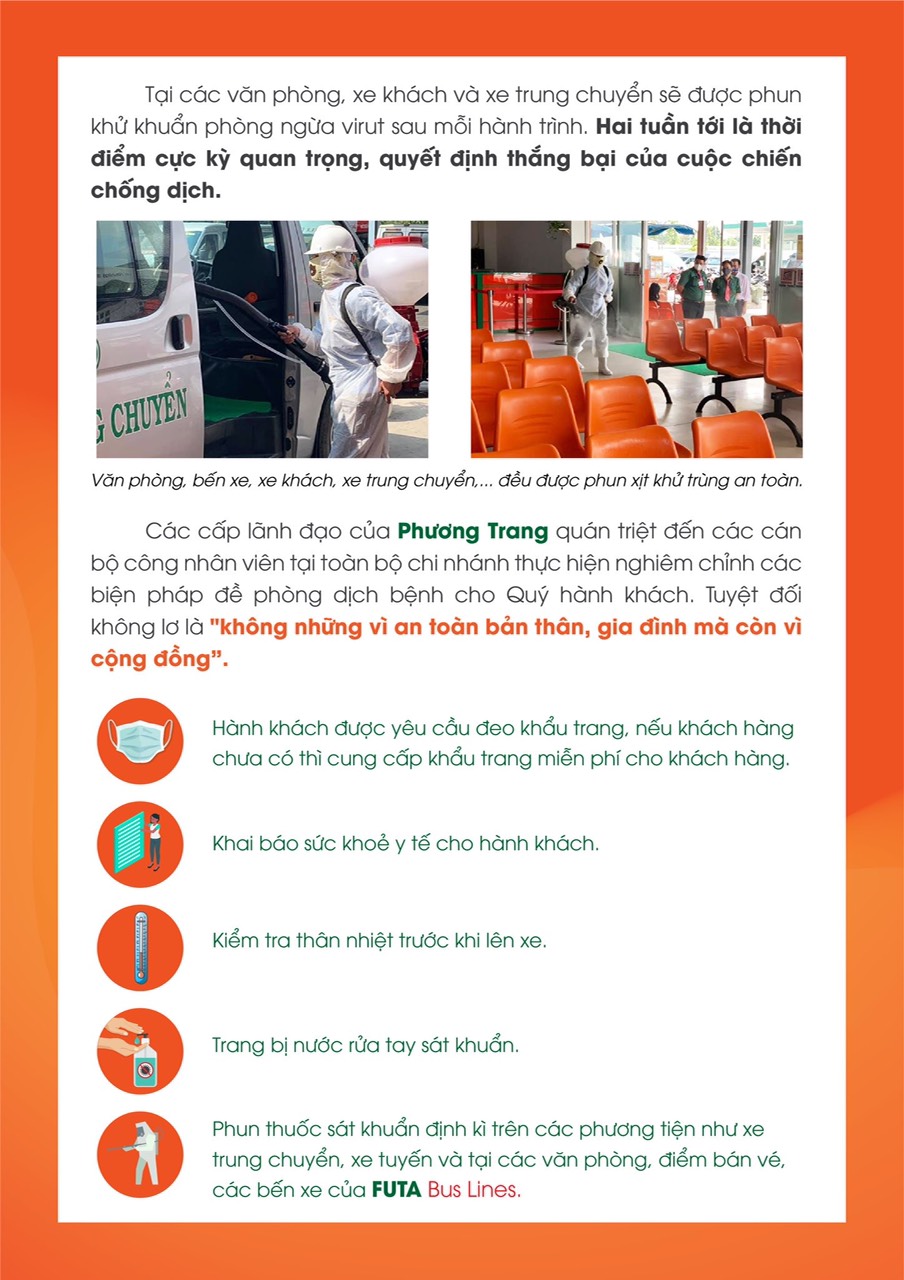 Tại các văn phòng, xe khách và xe trung chuyển sẽ được phun
khử khuẩn phòng ngừa virut sau mỗi hành trình. Hai tuần tới là thời
điểm cực kỳ quan trọng, quyết định thắng bại của cuộc chiến
chống dịch.
G CHUYỂN
Văn phòng, bến xe, xe khách, xe trung chuyển,... đều được phun xịt khử trùng an toàn.
Các cấp lãnh đạo của Phương Trang quán triệt đến các cán
bộ công nhân viên tại toàn bộ chi nhánh thực hiện nghiêm chỉnh các
biện pháp đề phòng dịch bệnh cho Quý hành khách. Tuyệt đối
không lơ là "không những vì an toàn bản thân, gia đình mà còn vì
cộng đồng”.
Hành khách được yêu cầu đeo khẩu trang, nếu khách hàng
chưa có thì cung cấp khẩu trang miễn phí cho khách hàng.
Khai báo sức khoẻ y tế cho hành khách.
Kiểm tra thân nhiệt trước khi lên xe.
Trang bị nước rửa tay sát khuẩn.
Phun thuốc sát khuẩn định kì trên các phương tiện như xe
trung chuyển, xe tuyến và tại các văn phòng, điểm bán vé,
các bến xe của FUTA Bus Lines.